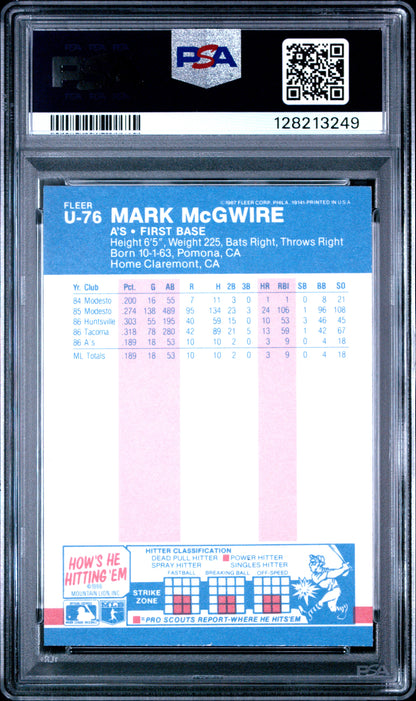 PSA
128213249
FLEER
©1987 FLEER CORP., PHILA. 19141-PRINTED IN U.S.A
U-76 MARK McGWIRE
A'S • FIRST BASE
Height 6'5", Weight 225, Bats Right, Throws Right
Born 10-1-63, Pomona, CA
Home Claremont, CA
Yr. Club Pct. G AB R H 2B 3B HR RBI SB BB SO
84 Modesto .200 16 55 7 11 3 0 1 1 0 8 21
85 Modesto .274 138 489 95 134 23 3 24 106 1 96 108
86 Huntsville .303 55 195 40 59 15 0 10 53 3 46 45
86 Tacoma .318 78 280 42 89 21 5 13 59 1 42 67
86 A's .189 18 53 10 10 2 0 3 9 0 4 18
ML Totals .189 18 53 10 10 2 0 3 9 0 4 18
HOW'S HE
HITTING 'EM
©1986
MOUNTAIN LION, INC.
HITTER CLASSIFICATION
DEAD PULL HITTER POWER HITTER
SPRAY HITTER SINGLES HITTER
FASTBALL BREAKING BALL OFF-SPEED
STRIKE
ZONE
=PRO SCOUTS REPORT-WHERE HE HITS'EM
PSA